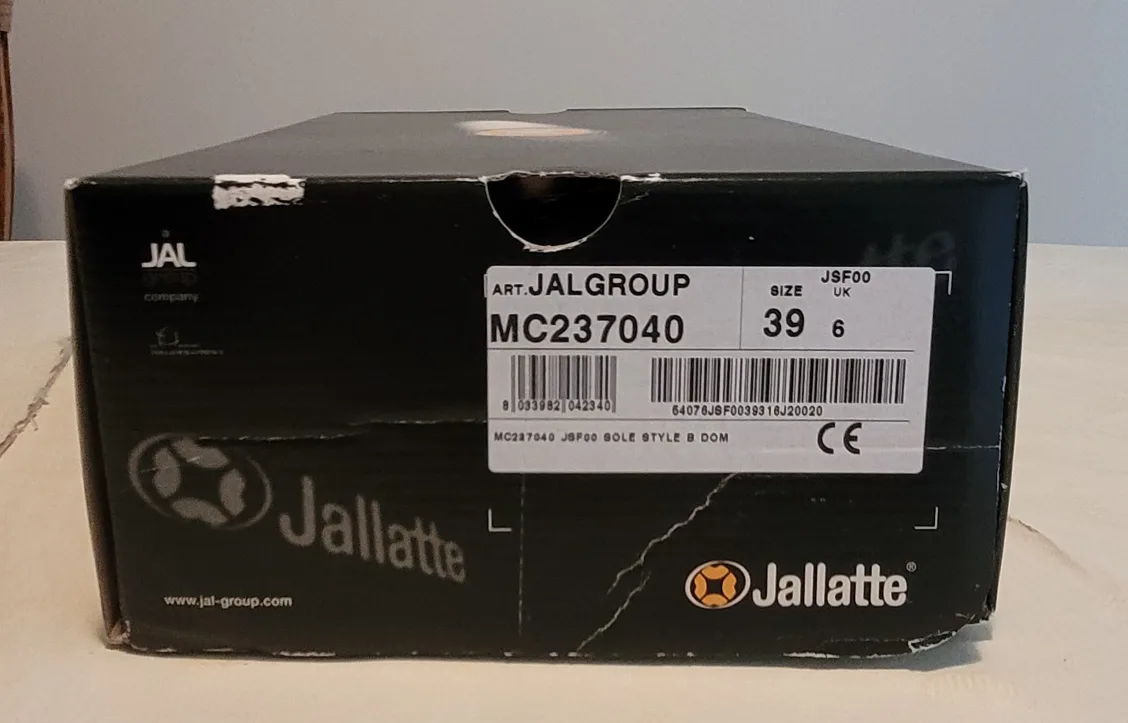 a
JAL
company
ART.JALGROUP
MC237040
SIZE
39
JSF00
UK
6
8 033982 042340
64076JSF0039316J20020
MC237040 JSF00 SOLE STYLE B DOM
CE
Jallatte
www.jal-group.com
Jallatte®